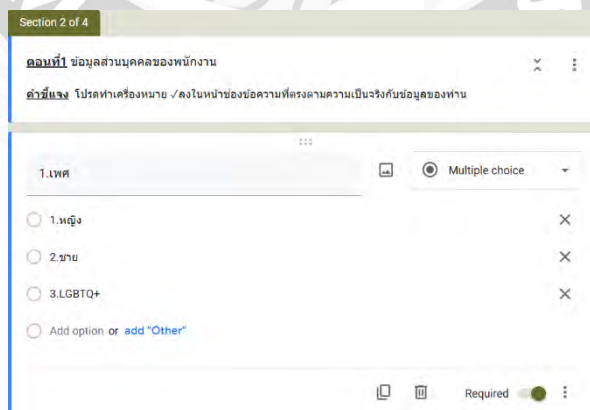 Section 2 of 4
ตอนที่1 ข้อมูลส่วนบุคคลของพนักงาน
คำชี้แจง โปรดทำเครื่องหมาย ✓ลงในหน้าช่องข้อความที่ตรงตามความเป็นจริงกับข้อมูลของท่าน
1.เพศ
Multiple choice
1.หญิง
2.ชาย
3.LGBTQ+
Add option or add "Other"
Required